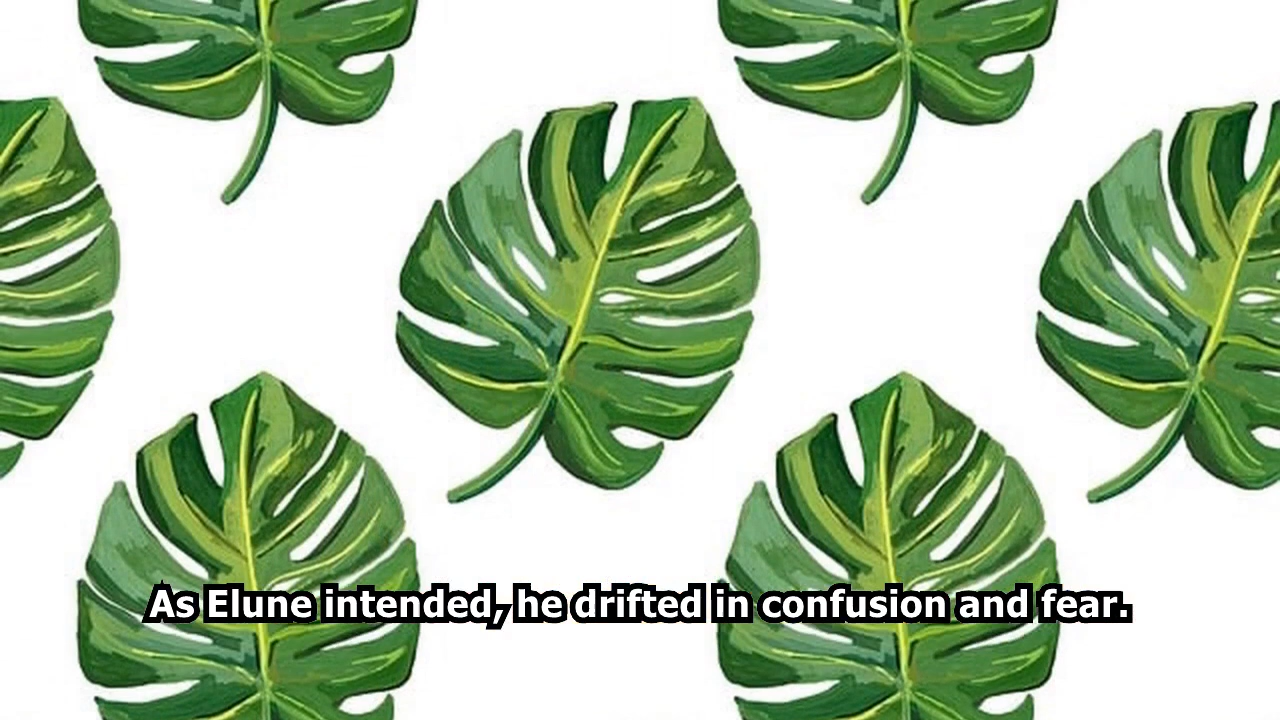 As Elune intended, he drifted in confusion and fear.